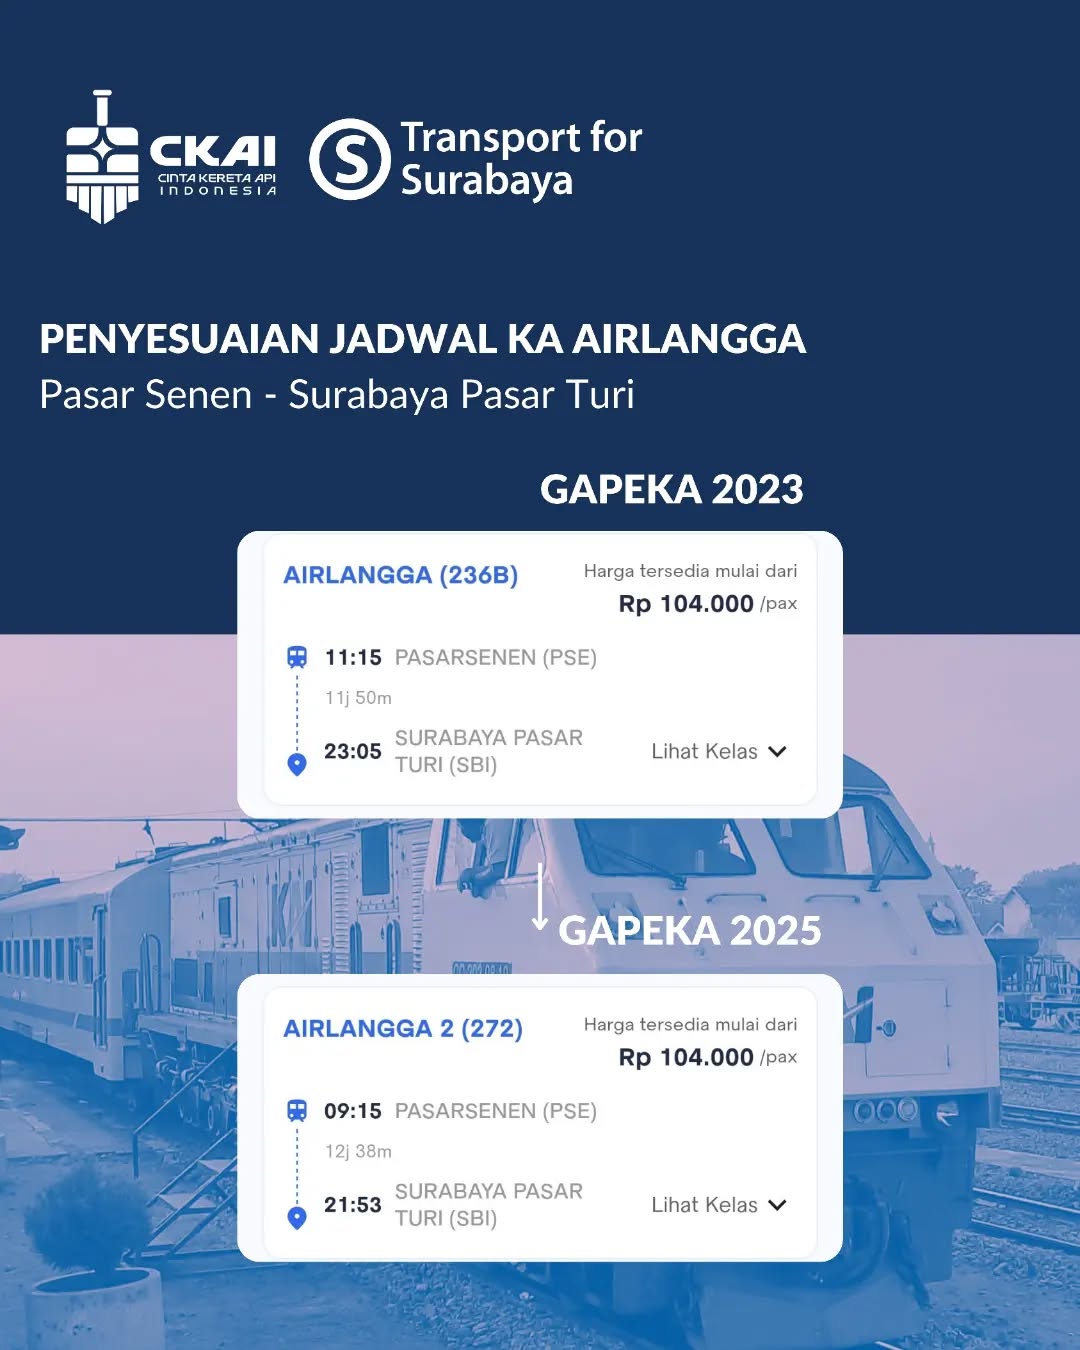 CKAI
CINTA KERETA API
INDONESIA
S Transport for
Surabaya
PENYESUAIAN JADWAL KA AIRLANGGA
Pasar Senen - Surabaya Pasar Turi
GAPEKA 2023
AIRLANGGA (236B)
Harga tersedia mulai dari
Rp 104.000 /pax
11:15 PASARSENEN (PSE)
11j 50m
23:05 SURABAYA PASAR
TURI (SBI)
Lihat Kelas
GAPEKA 2025
AIRLANGGA 2 (272)
Harga tersedia mulai dari
Rp 104.000 /pax
09:15 PASARSENEN (PSE)
12j 38m
21:53 SURABAYA PASAR
TURI (SBI)
Lihat Kelas